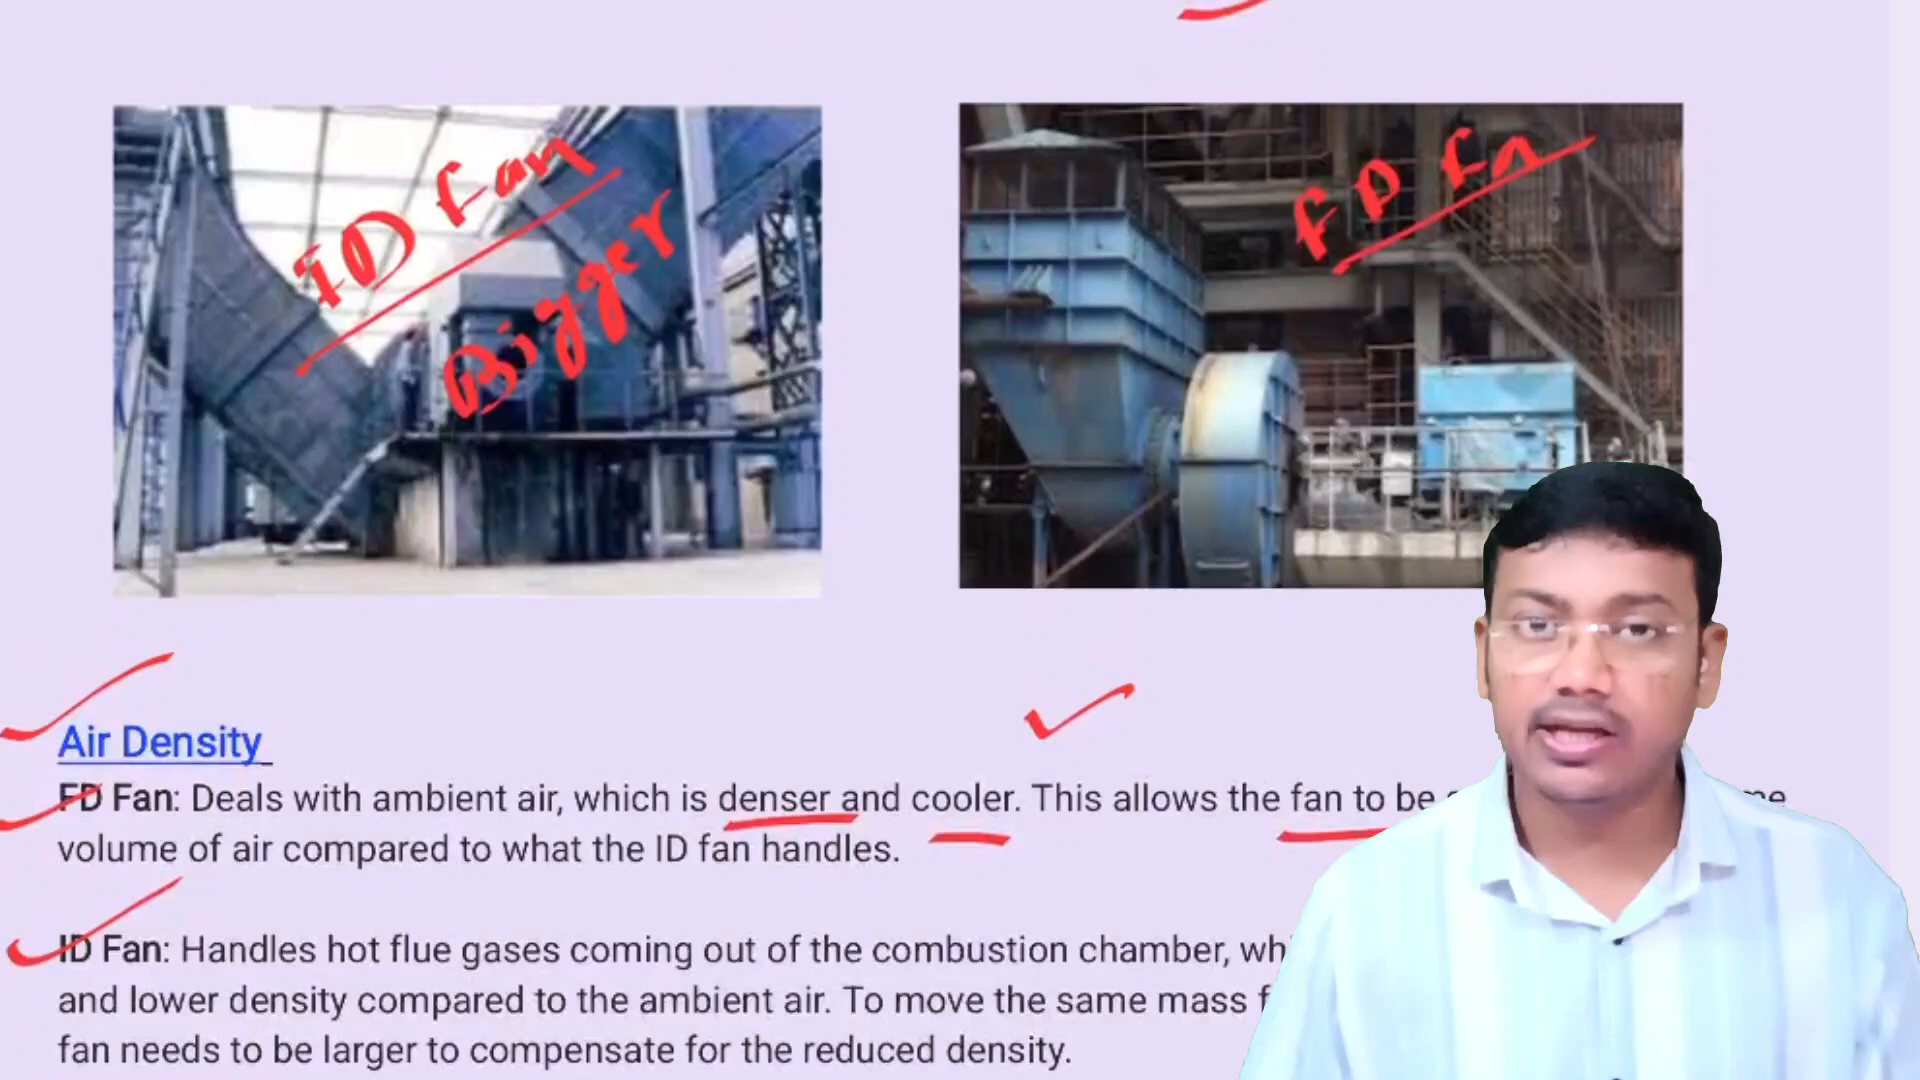 ID Fan
Bigger
FD Fn
Air Density
FD Fan: Deals with ambient air, which is denser and cooler. This allows the fan to be
volume of air compared to what the ID fan handles.
ID Fan: Handles hot flue gases coming out of the combustion chamber,
and lower density compared to the ambient air. To move the same mass
fan needs to be larger to compensate for the reduced density.